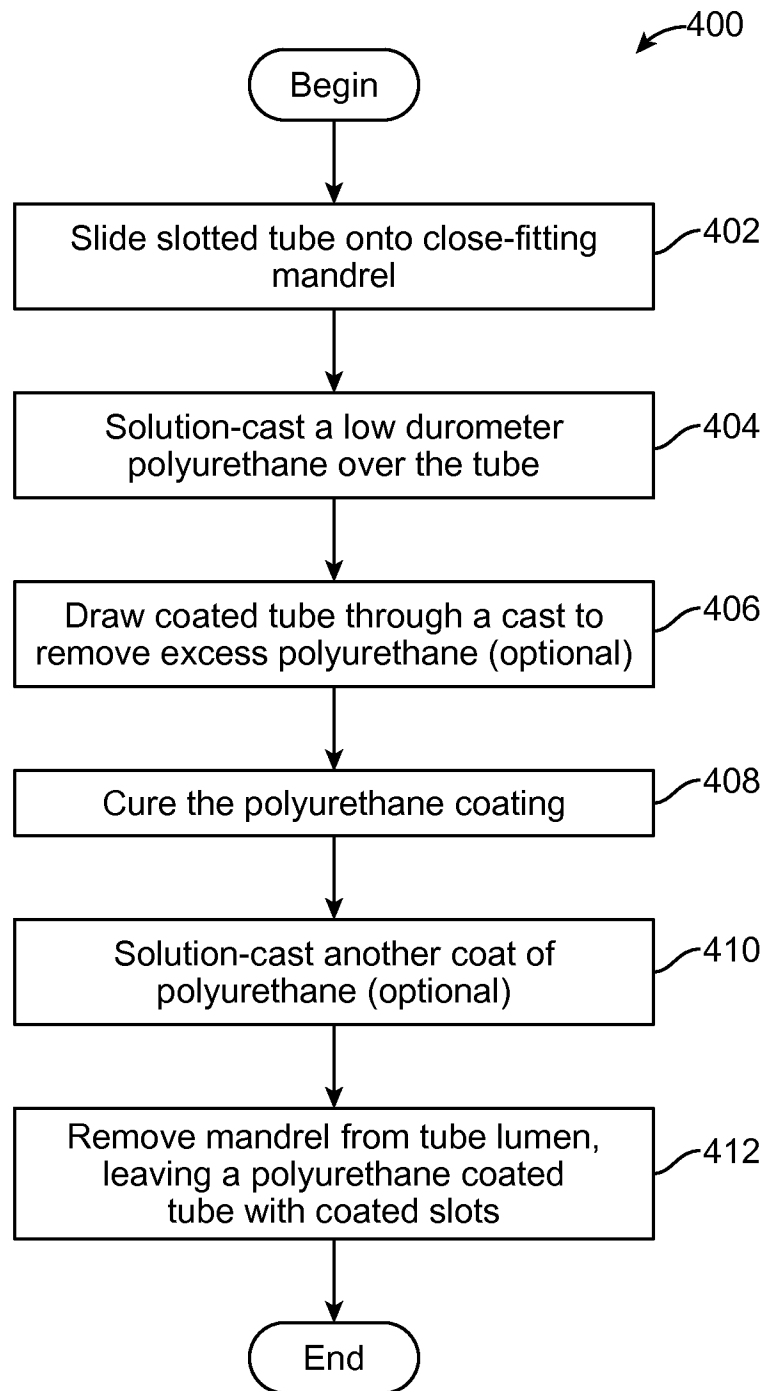 400
Begin
Slide slotted tube onto close-fitting
mandrel
402
Solution-cast a low durometer
polyurethane over the tube
404
Draw coated tube through a cast to
remove excess polyurethane (optional)
406
Cure the polyurethane coating
408
Solution-cast another coat of
polyurethane (optional)
410
Remove mandrel from tube lumen,
leaving a polyurethane coated
tube with coated slots
412
End